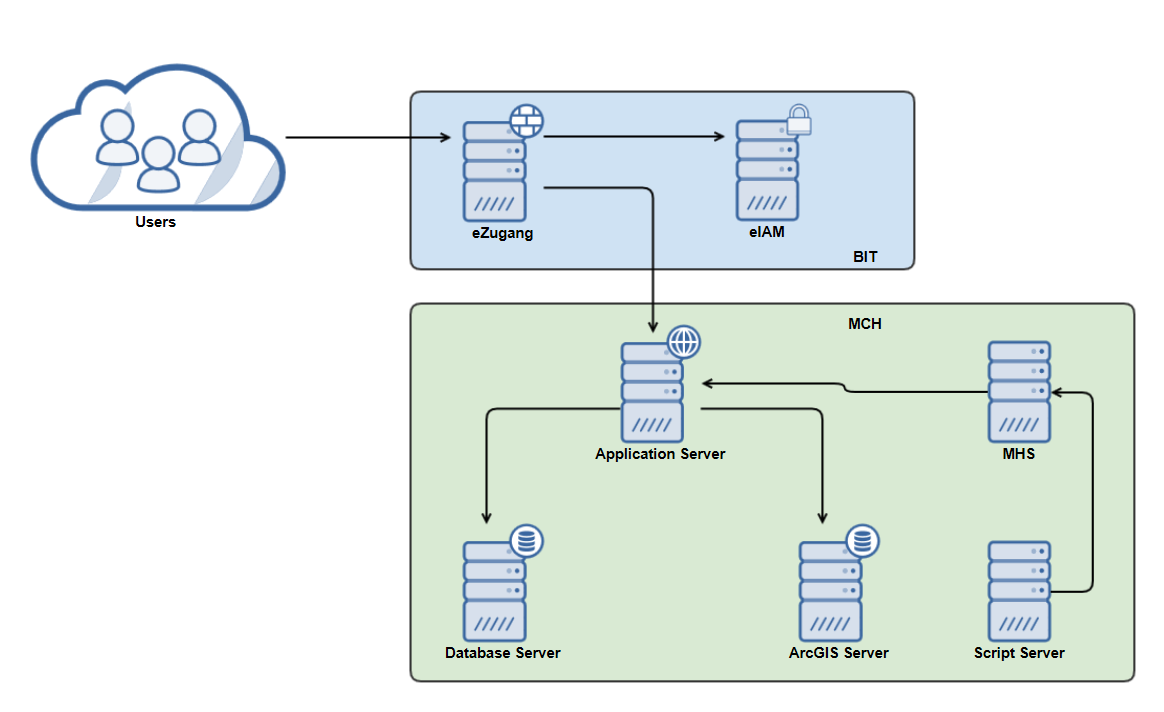 Users
eZugang
eIAM
BIT
MCH
Application Server
MHS
Database Server
ArcGIS Server
Script Server